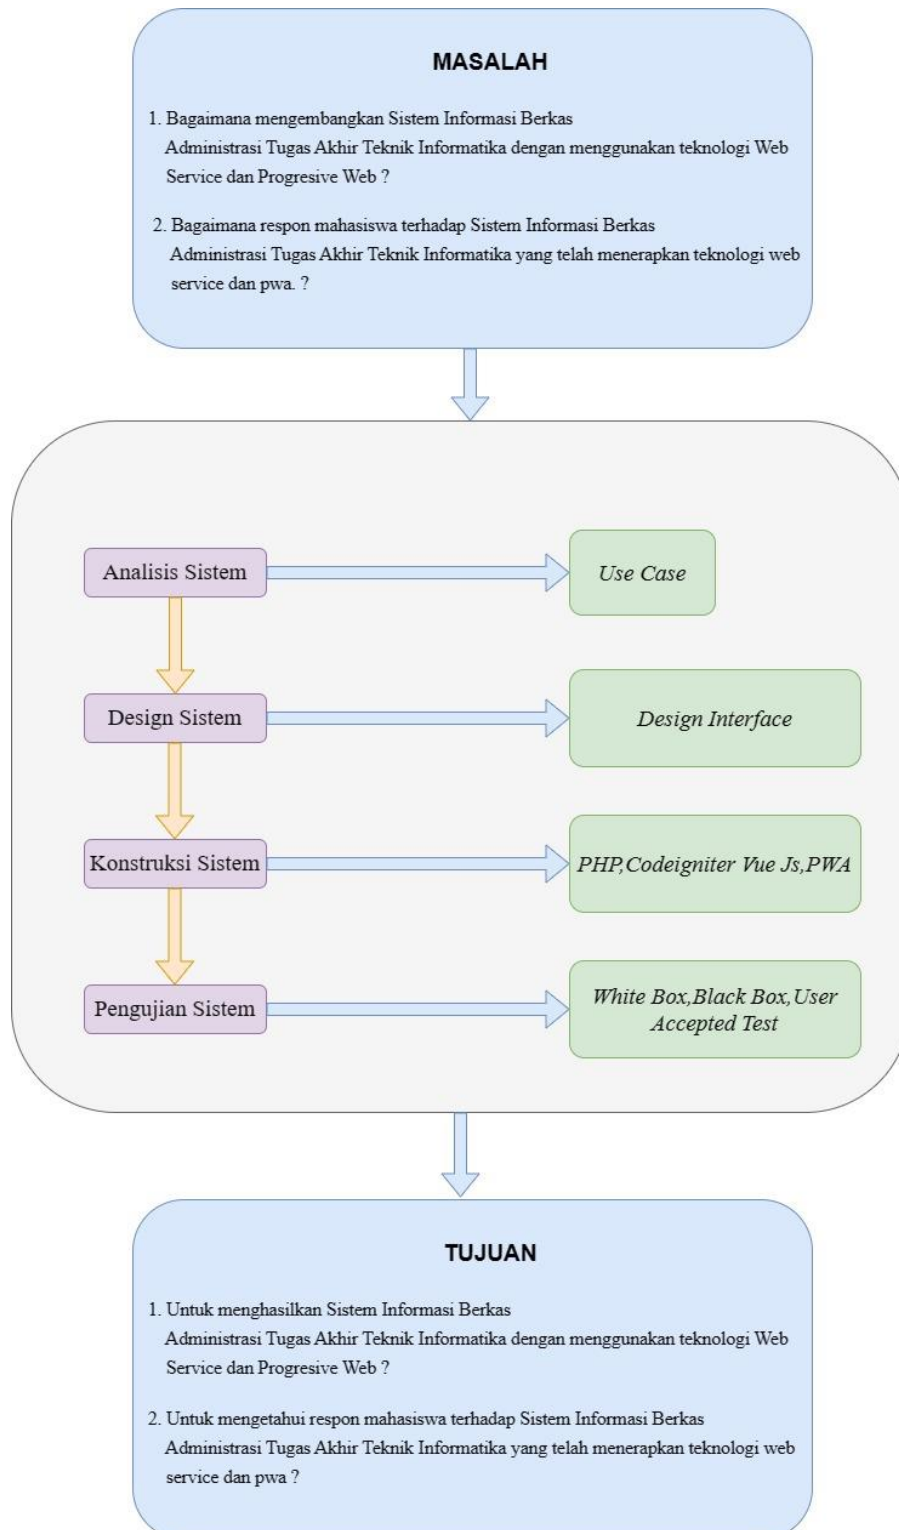 MASALAH
1. Bagaimana mengembangkan Sistem Informasi Berkas
Administrasi Tugas Akhir Teknik Informatika dengan menggunakan teknologi Web
Service dan Progresive Web ?
2. Bagaimana respon mahasiswa terhadap Sistem Informasi Berkas
Administrasi Tugas Akhir Teknik Informatika yang telah menerapkan teknologi web
service dan pwa. ?
Analisis Sistem
Use Case
Design Sistem
Design Interface
Konstruksi Sistem
PHP,Codeigniter Vue Js,PWA
Pengujian Sistem
White Box,Black Box,User
Accepted Test
TUJUAN
1. Untuk menghasilkan Sistem Informasi Berkas
Administrasi Tugas Akhir Teknik Informatika dengan menggunakan teknologi Web
Service dan Progresive Web ?
2. Untuk mengetahui respon mahasiswa terhadap Sistem Informasi Berkas
Administrasi Tugas Akhir Teknik Informatika yang telah menerapkan teknologi web
service dan pwa ?